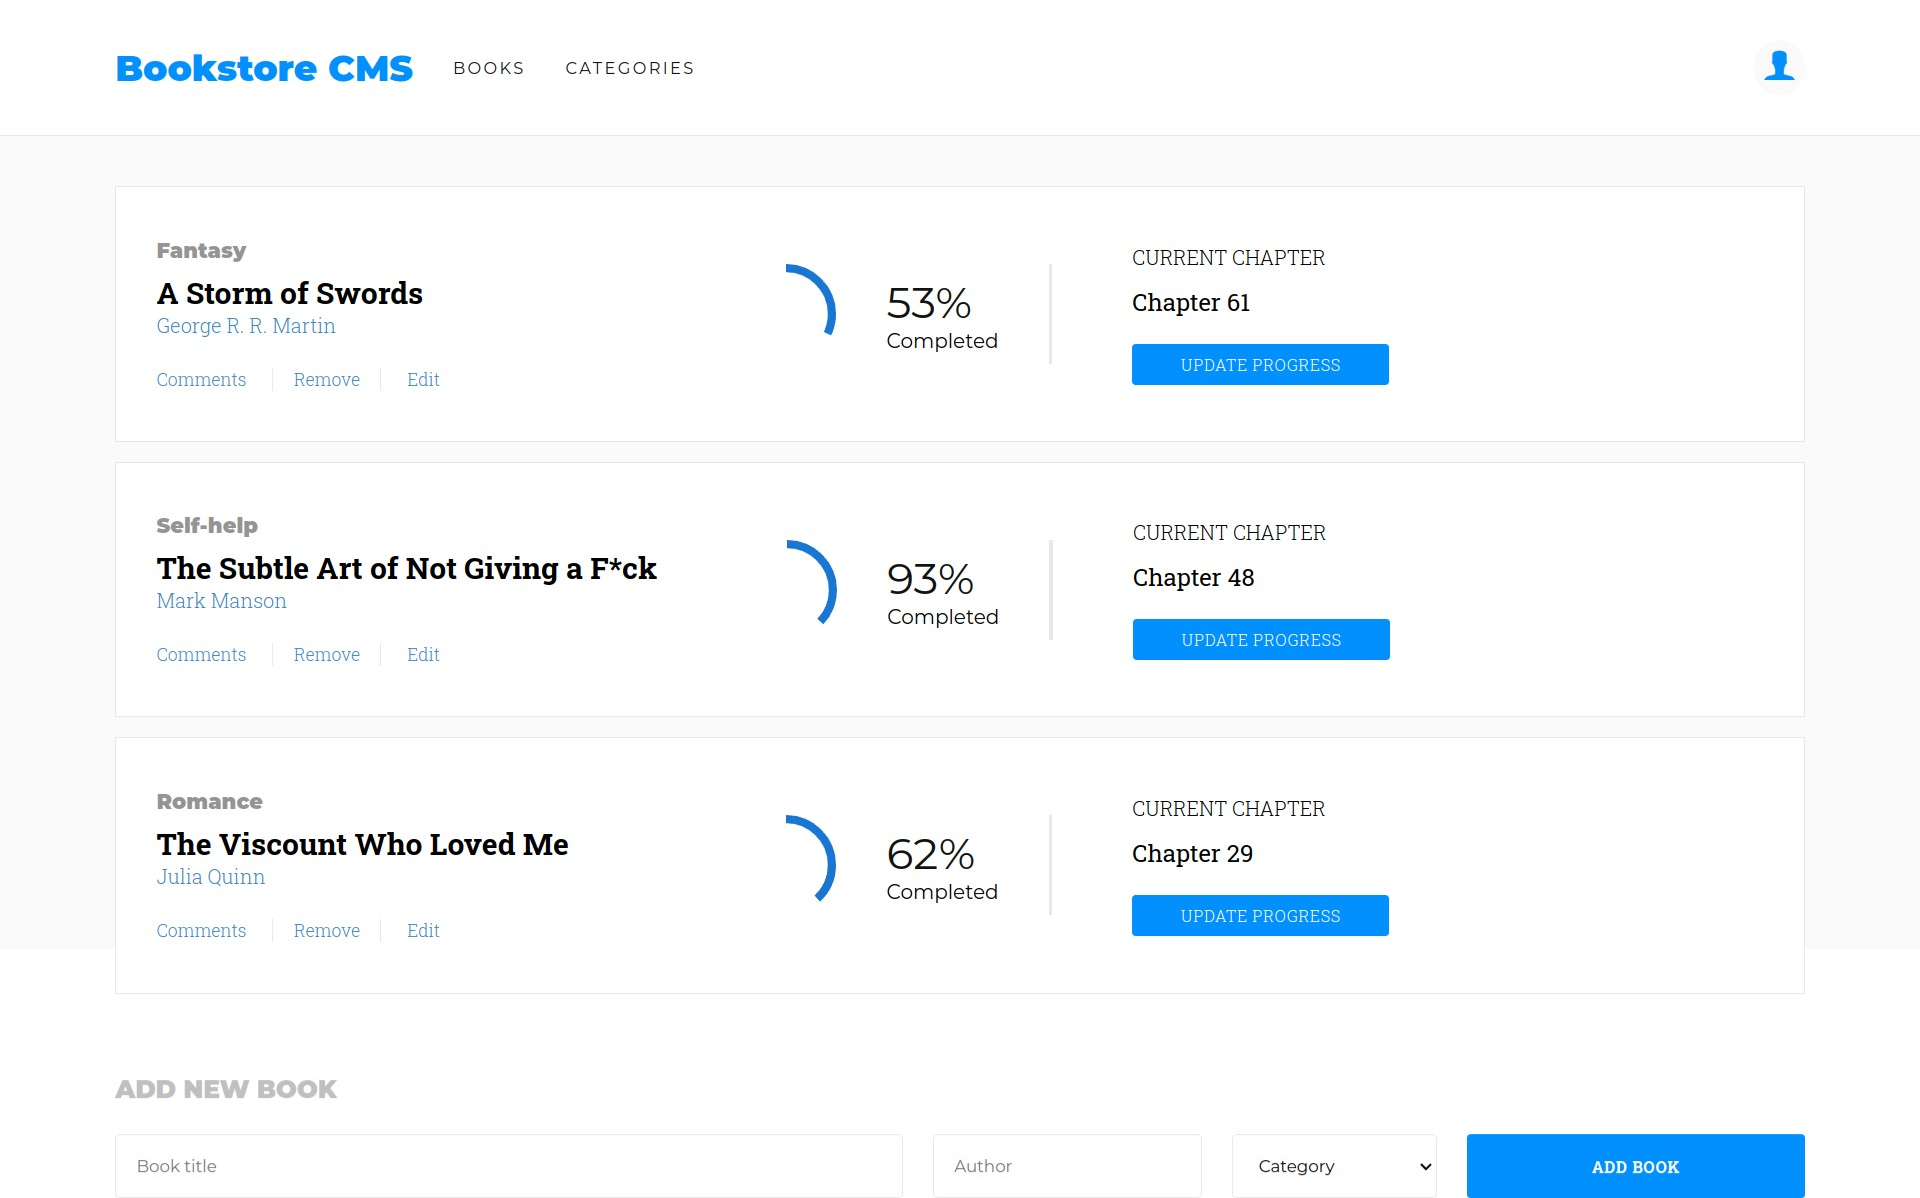 Bookstore CMS BOOKS CATEGORIES
Fantasy
A Storm of Swords
George R. R. Martin
Comments Remove Edit
53%
Completed
CURRENT CHAPTER
Chapter 61
UPDATE PROGRESS
Self-help
The Subtle Art of Not Giving a F*ck
Mark Manson
Comments Remove Edit
93%
Completed
CURRENT CHAPTER
Chapter 48
UPDATE PROGRESS
Romance
The Viscount Who Loved Me
Julia Quinn
Comments Remove Edit
62%
Completed
CURRENT CHAPTER
Chapter 29
UPDATE PROGRESS
ADD NEW BOOK
Book title Author Category ADD BOOK